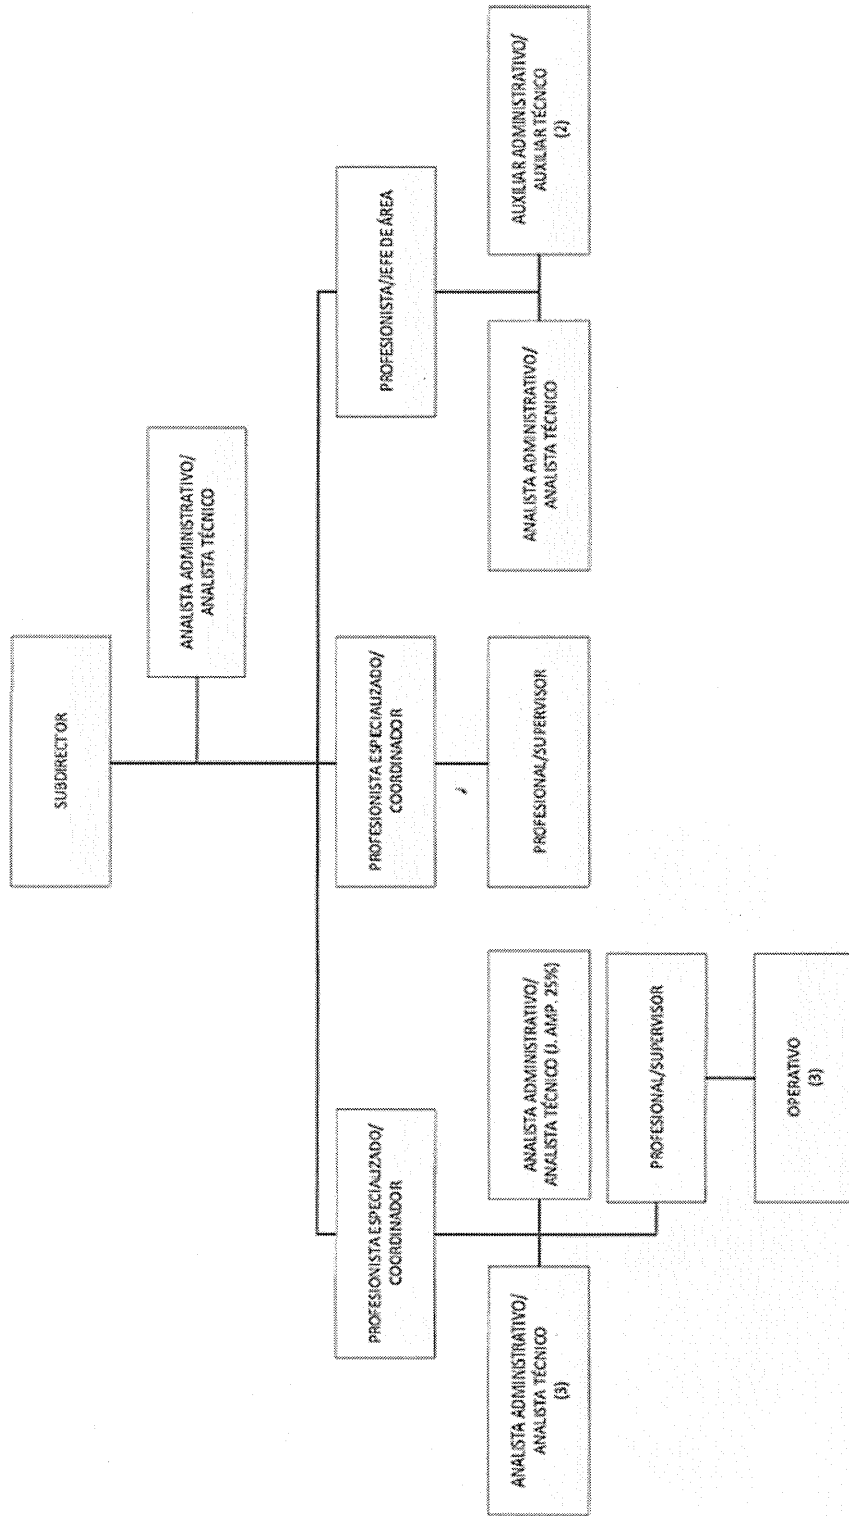 SUBDIRECTOR
ANALISTA ADMINISTRATIVO/
ANALISTA TÉCNICO
PROFESIONISTA ESPECIALIZADO/
COORDINADOR
PROFESIONISTA ESPECIALIZADO/
COORDINADOR
PROFESIONISTA/JEFE DE ÁREA
ANALISTA ADMINISTRATIVO/
ANALISTA TÉCNICO
(3)
ANALISTA ADMINISTRATIVO/
ANALISTA TÉCNICO (J. AMP. 25%)
PROFESIONAL/SUPERVISOR
ANALISTA ADMINISTRATIVO/
ANALISTA TÉCNICO
AUXILIAR ADMINISTRATIVO/
AUXILIAR TÉCNICO
(2)
PROFESIONAL/SUPERVISOR
OPERATIVO
(3)